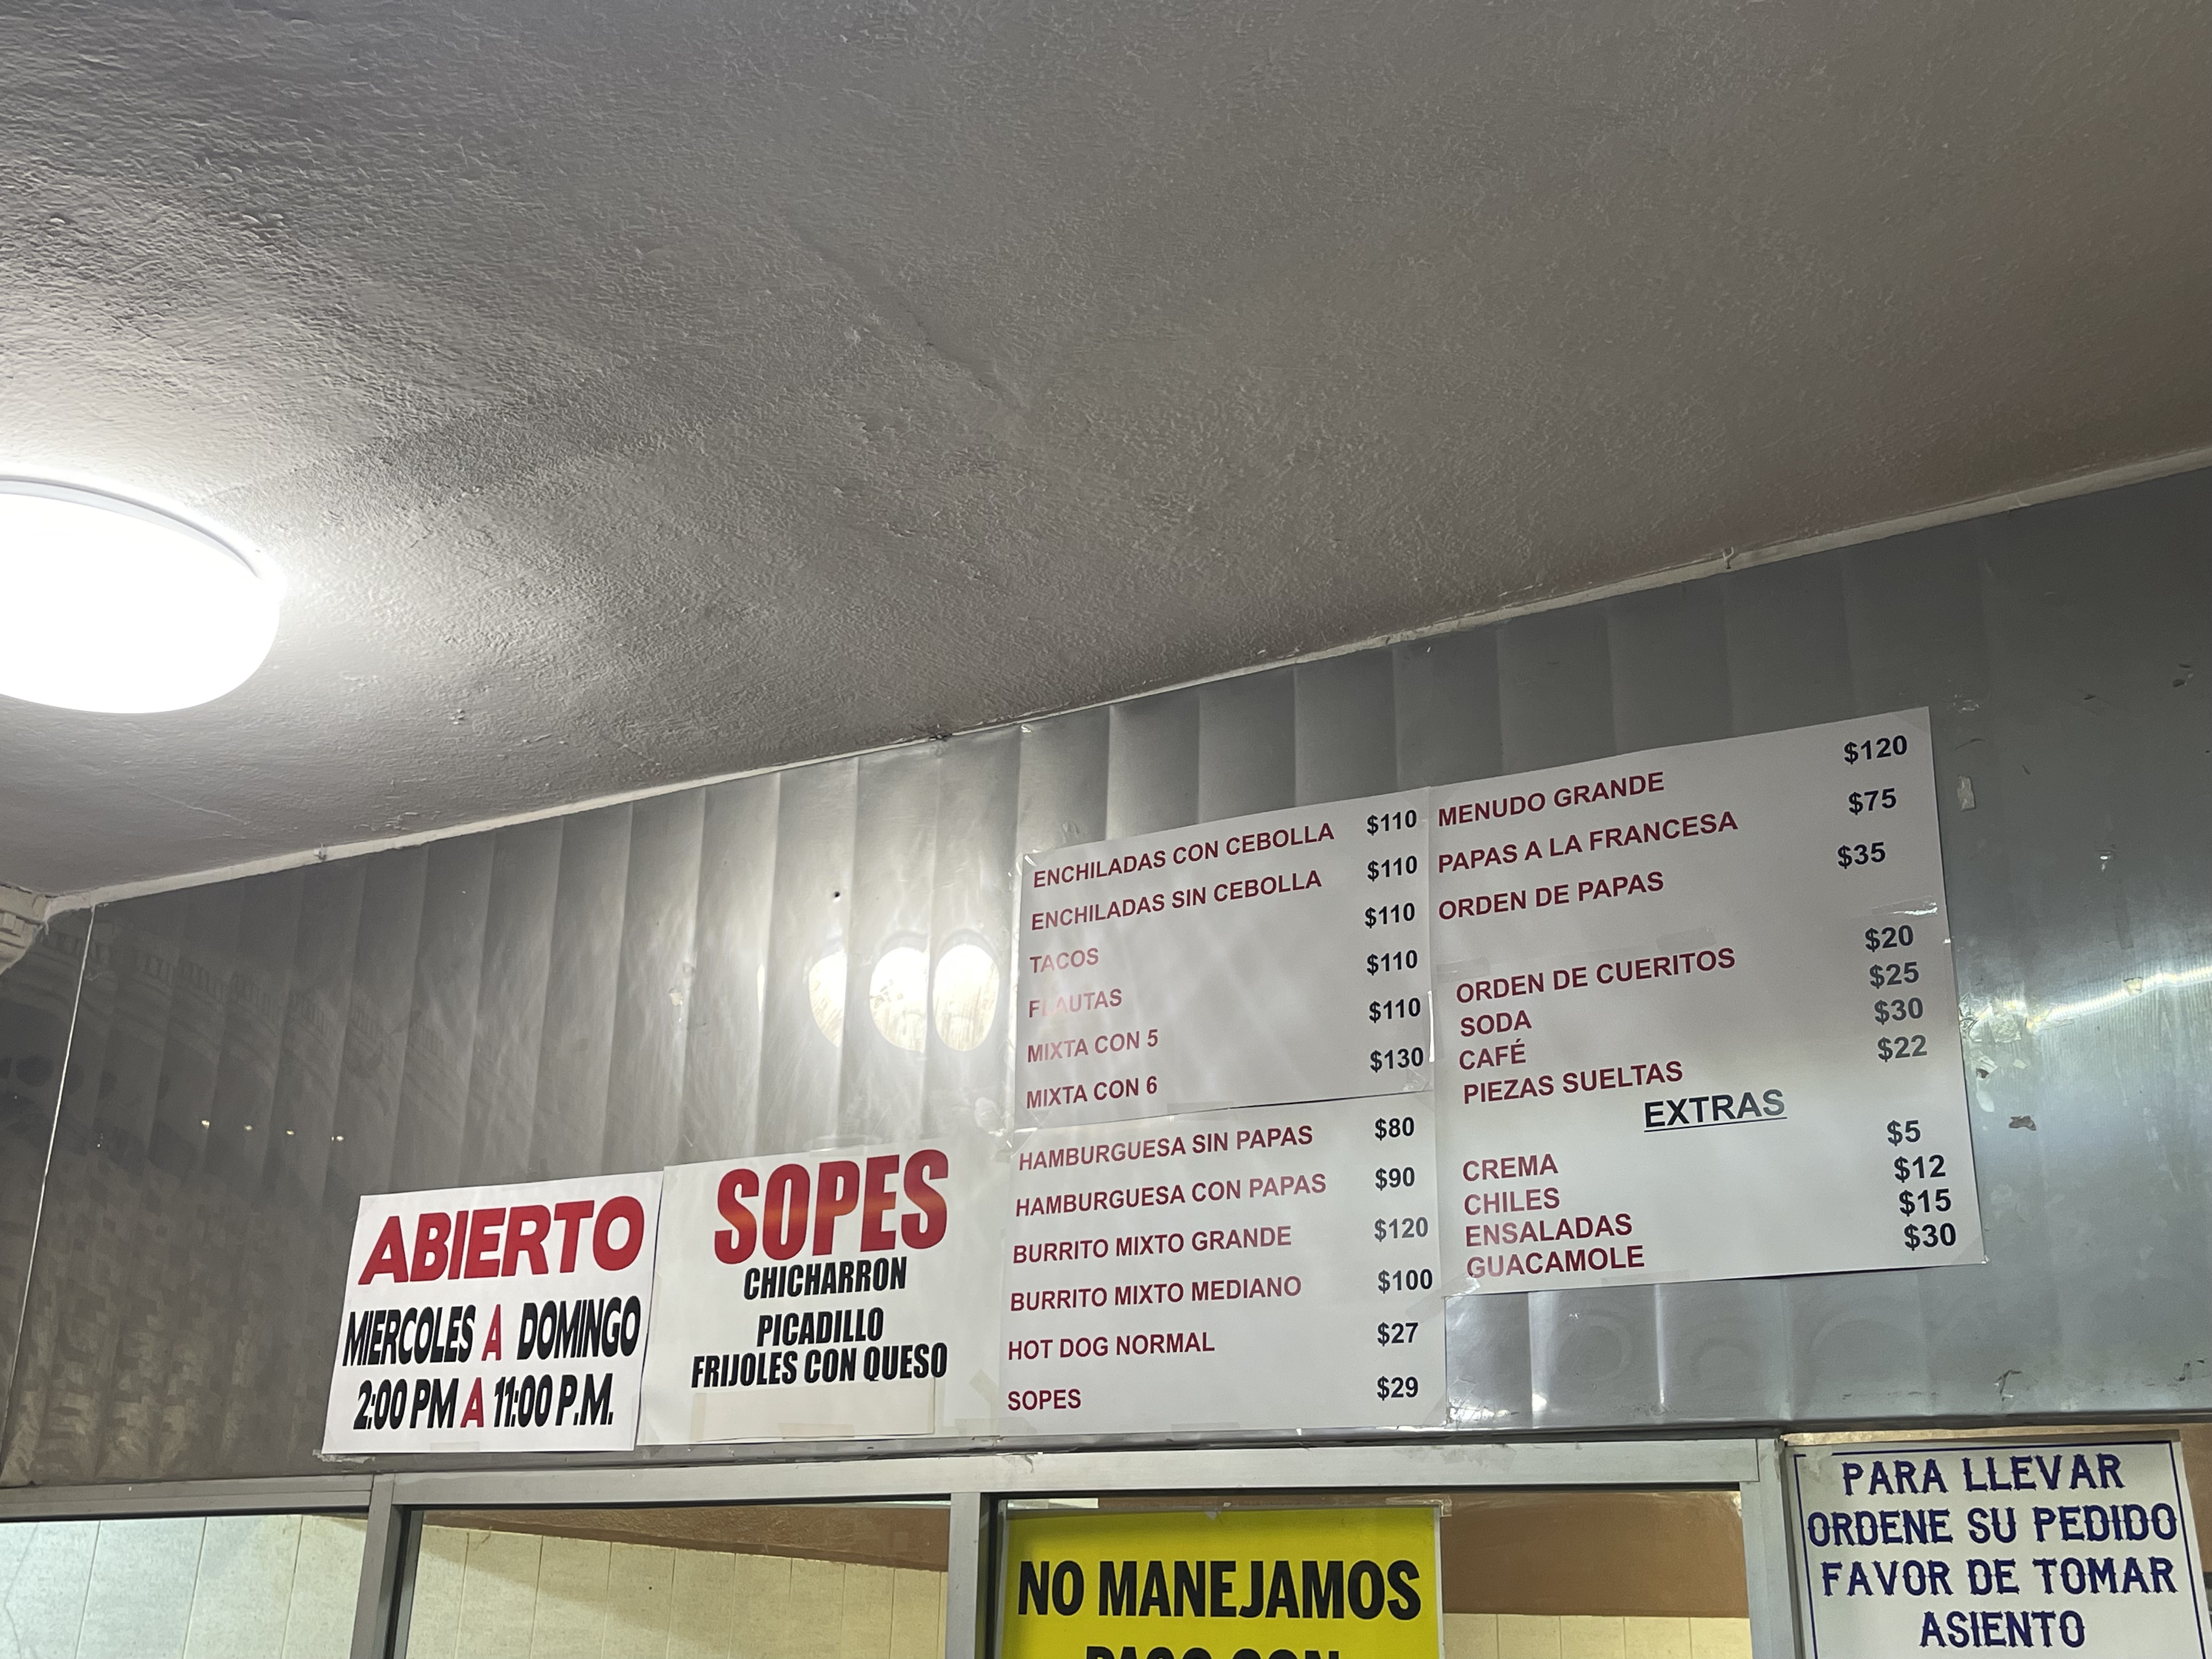 ABIERTO
MIERCOLES A DOMINGO
2:00 PM A 11:00 P.M.
SOPES
CHICHARRON
PICADILLO
FRIJOLES CON QUESO
ENCHILADAS CON CEBOLLA $110
ENCHILADAS SIN CEBOLLA $110
TACOS $110
FLAUTAS $110
MIXTA CON 5 $110
MIXTA CON 6 $130
HAMBURGUESA SIN PAPAS $80
HAMBURGUESA CON PAPAS $90
BURRITO MIXTO GRANDE $120
BURRITO MIXTO MEDIANO $100
HOT DOG NORMAL $27
SOPES $29
MENUDO GRANDE $120
PAPAS A LA FRANCESA $75
ORDEN DE PAPAS $35
ORDEN DE CUERITOS $20
SODA $25
CAFÉ $30
PIEZAS SUELTAS $22
EXTRAS
CREMA $5
CHILES $12
ENSALADAS $15
GUACAMOLE $30
NO MANEJAMOS
PAGO CON
PARA LLEVAR
ORDENE SU PEDIDO
FAVOR DE TOMAR
ASIENTO